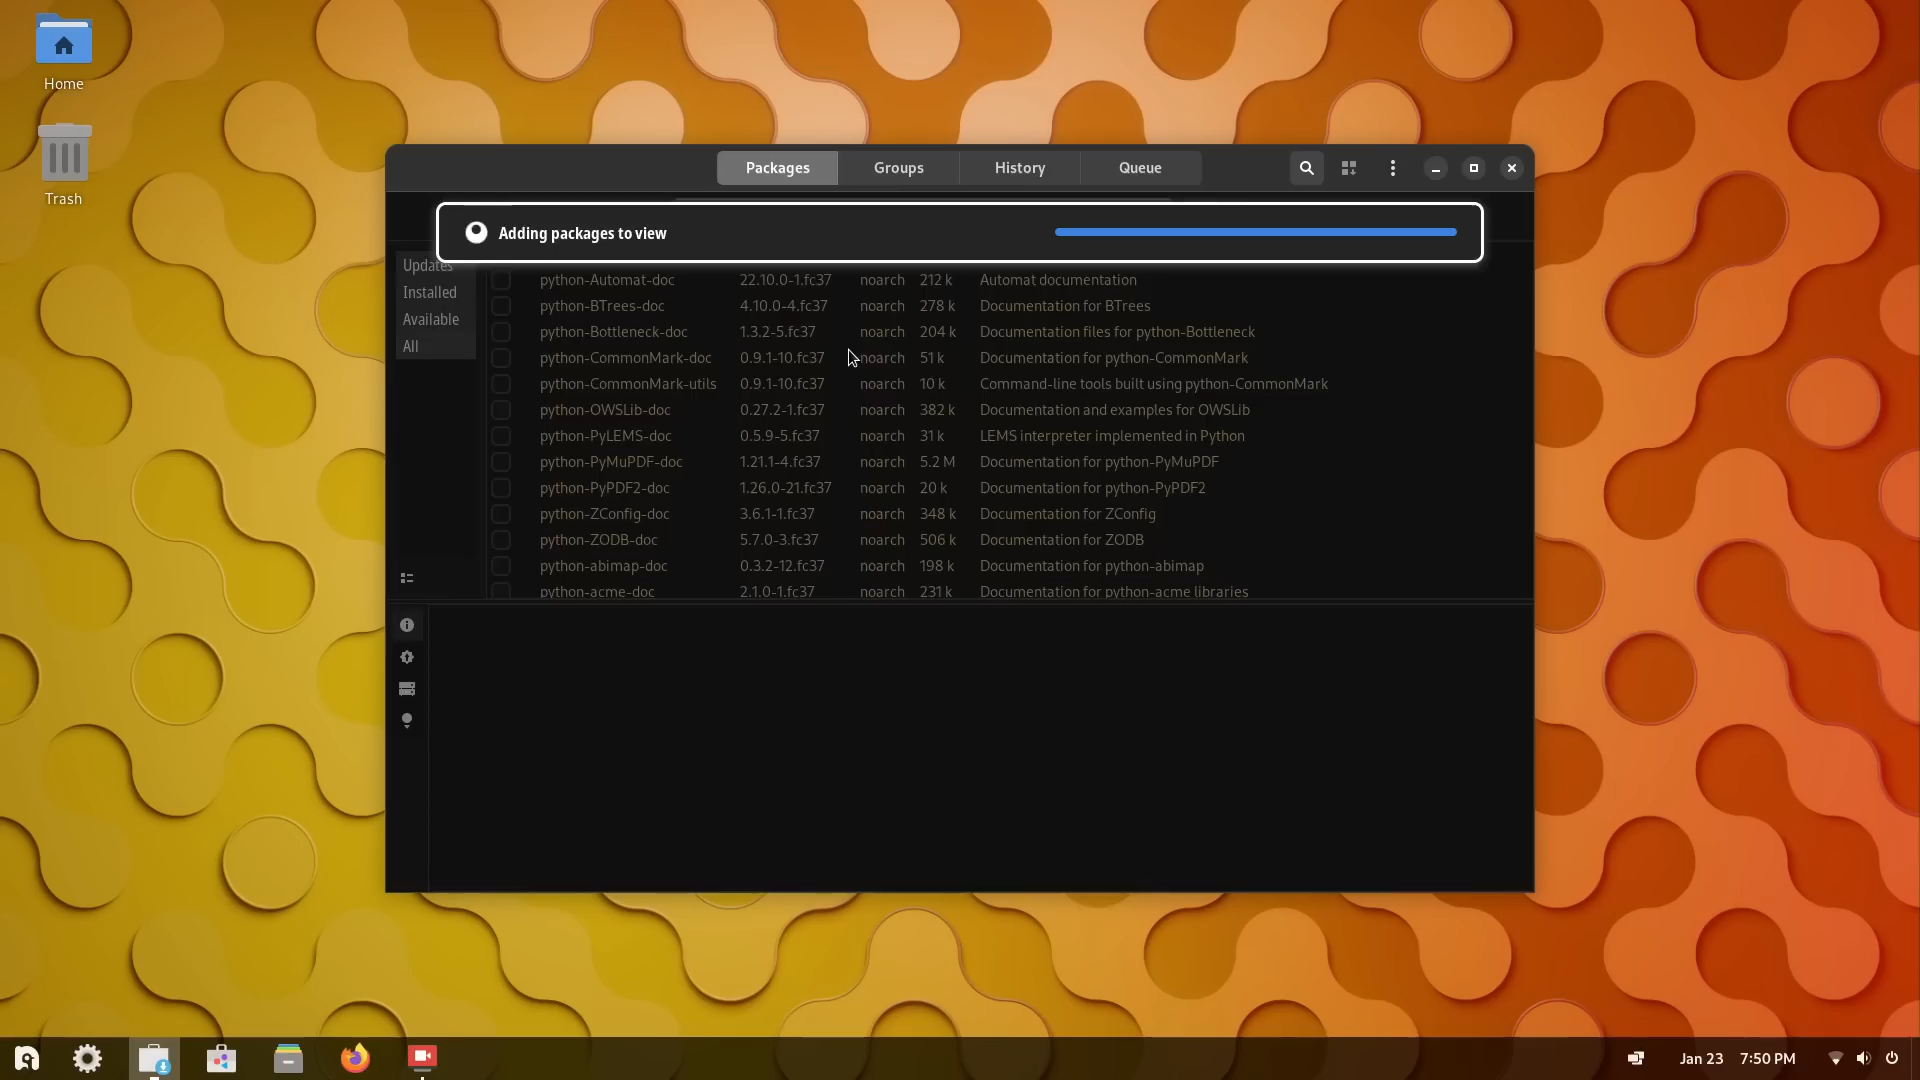 Home
Trash
Packages Groups History Queue
Adding packages to view
Updates
Installed
Available
All
python-Automat-doc 22.10.0-1.fc37 noarch 212 k Automat documentation
python-BTrees-doc 4.10.0-4.fc37 noarch 278 k Documentation for BTrees
python-Bottleneck-doc 1.3.2-5.fc37 noarch 204 k Documentation files for python-Bottleneck
python-CommonMark-doc 0.9.1-10.fc37 noarch 51 k Documentation for python-CommonMark
python-CommonMark-utils 0.9.1-10.fc37 noarch 10 k Command-line tools built using python-CommonMark
python-OWSLib-doc 0.27.2-1.fc37 noarch 382 k Documentation and examples for OWSLib
python-PyLEMS-doc 0.5.9-5.fc37 noarch 31 k LEMS interpreter implemented in Python
python-PyMuPDF-doc 1.21.1-4.fc37 noarch 5.2 M Documentation for python-PyMuPDF
python-PyPDF2-doc 1.26.0-21.fc37 noarch 20 k Documentation for python-PyPDF2
python-ZConfig-doc 3.6.1-1.fc37 noarch 348 k Documentation for ZConfig
python-ZODB-doc 5.7.0-3.fc37 noarch 506 k Documentation for ZODB
python-abimap-doc 0.3.2-12.fc37 noarch 198 k Documentation for python-abimap
python-acme-doc 2.1.0-1.fc37 noarch 231 k Documentation for python-acme libraries
Jan 23 7:50 PM